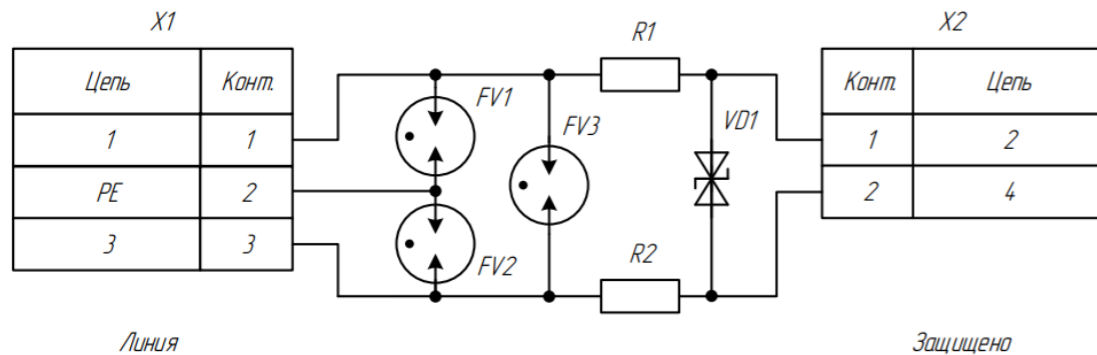 X1
Цепь Конт.
1 1
PE 2
3 3
Линия
FV1
FV2
FV3
R1
R2
VD1
X2
Конт. Цепь
1 2
2 4
Защищено